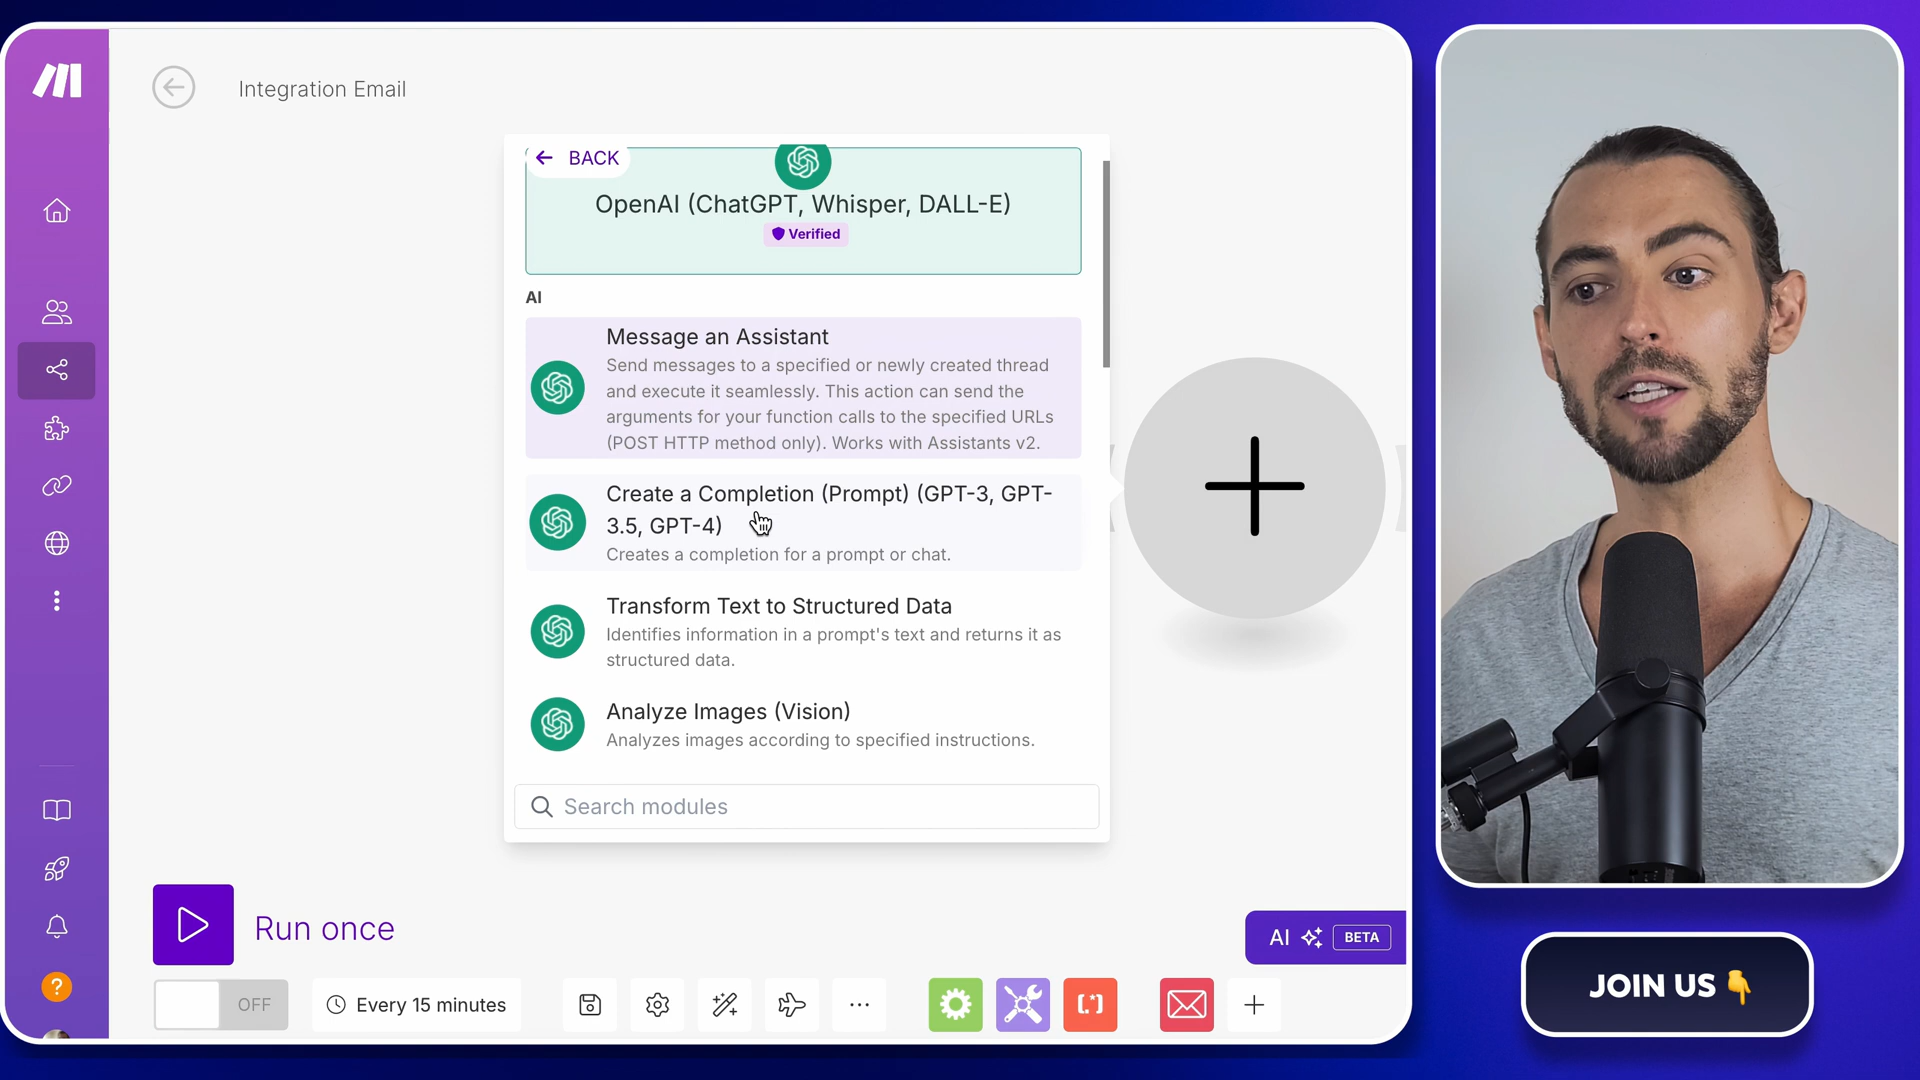 Integration Email
BACK
OpenAI (ChatGPT, Whisper, DALL-E)
Verified
AI
Message an Assistant
Send messages to a specified or newly created thread
and execute it seamlessly. This action can send the
arguments for your function calls to the specified URLs
(POST HTTP method only). Works with Assistants v2.
Create a Completion (Prompt) (GPT-3, GPT-
3.5, GPT-4)
Creates a completion for a prompt or chat.
Transform Text to Structured Data
Identifies information in a prompt's text and returns it as
structured data.
Analyze Images (Vision)
Analyzes images according to specified instructions.
Search modules
Run once
AI BETA
?
OFF
Every 15 minutes
JOIN US 👇